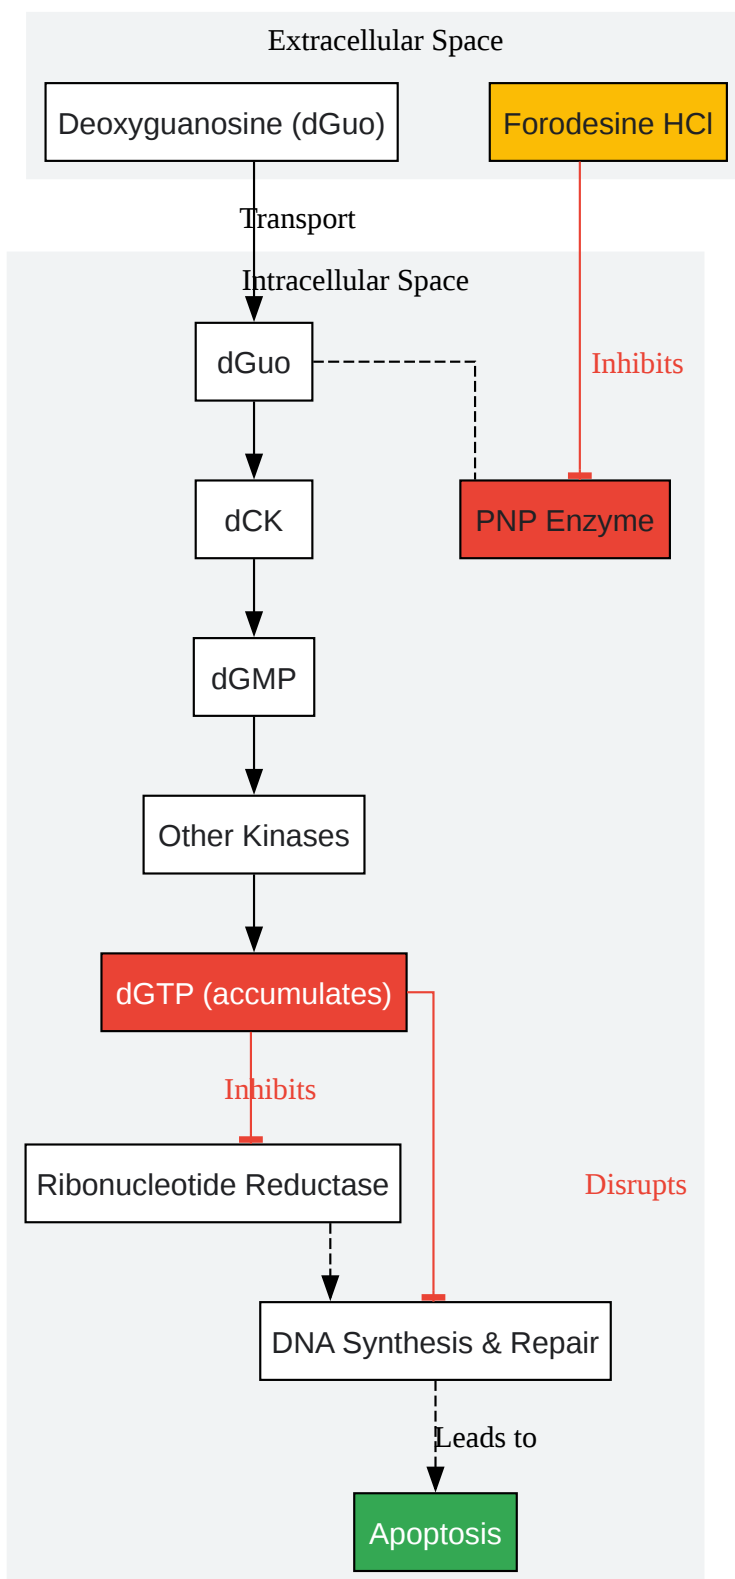 Extracellular Space
Deoxyguanosine (dGuo)
Forodesine HCl
Transport
Intracellular Space
dGuo
Inhibits
dCK
PNP Enzyme
dGMP
Other Kinases
dGTP (accumulates)
Inhibits
Ribonucleotide Reductase
Disrupts
DNA Synthesis & Repair
Leads to
Apoptosis